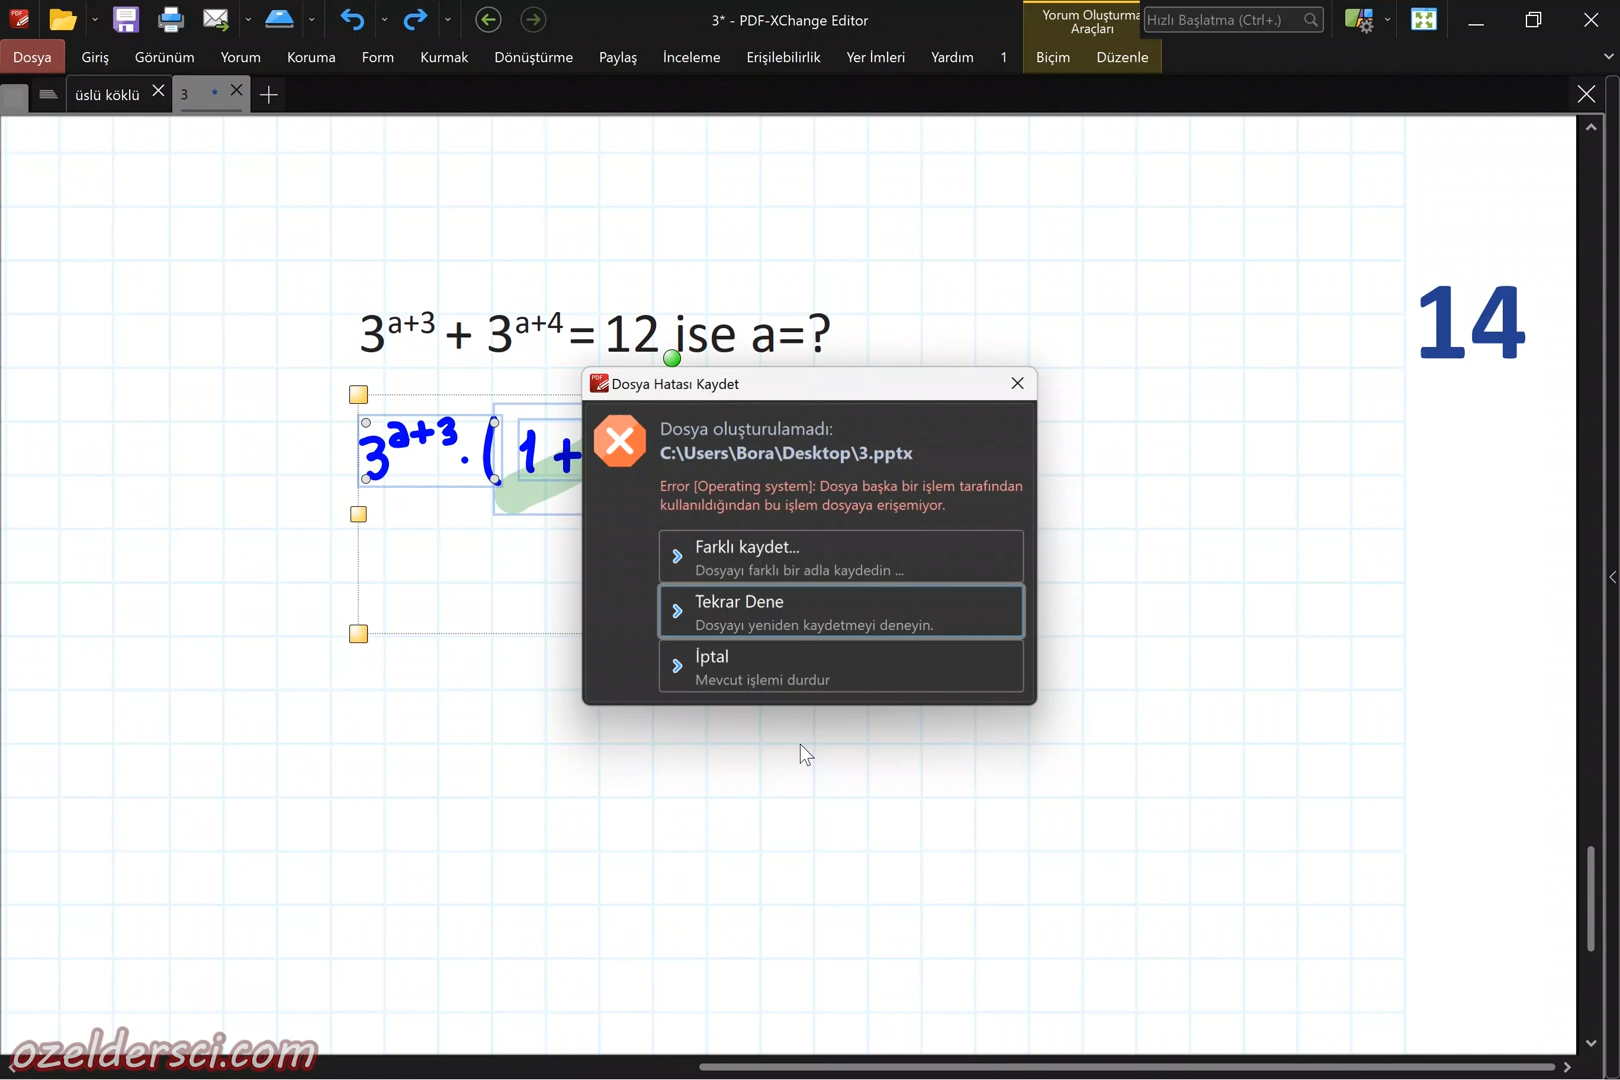 3* - PDF-XChange Editor
Yorum Oluşturma
Araçları
Hızlı Başlatma (Ctrl+.)
Dosya Giriş Görünüm Yorum Koruma Form Kurmak Dönüştürme Paylaş İnceleme Erişilebilirlik Yer İmleri Yardım 1 Biçim Düzenle
üslü köklü 3 *
14
3ᵃ⁺³ + 3ᵃ⁺⁴ = 12 ise a=?
3ᵃ⁺³ . ( 1 +
Dosya Hatası Kaydet
Dosya oluşturulamadı:
C:\Users\Bora\Desktop\3.pptx
Error [Operating system]: Dosya başka bir işlem tarafından
kullanıldığından bu işlem dosyaya erişemiyor.
Farklı kaydet...
Dosyayı farklı bir adla kaydedin ...
Tekrar Dene
Dosyayı yeniden kaydetmeyi deneyin.
İptal
Mevcut işlemi durdur
ozeldersci.com